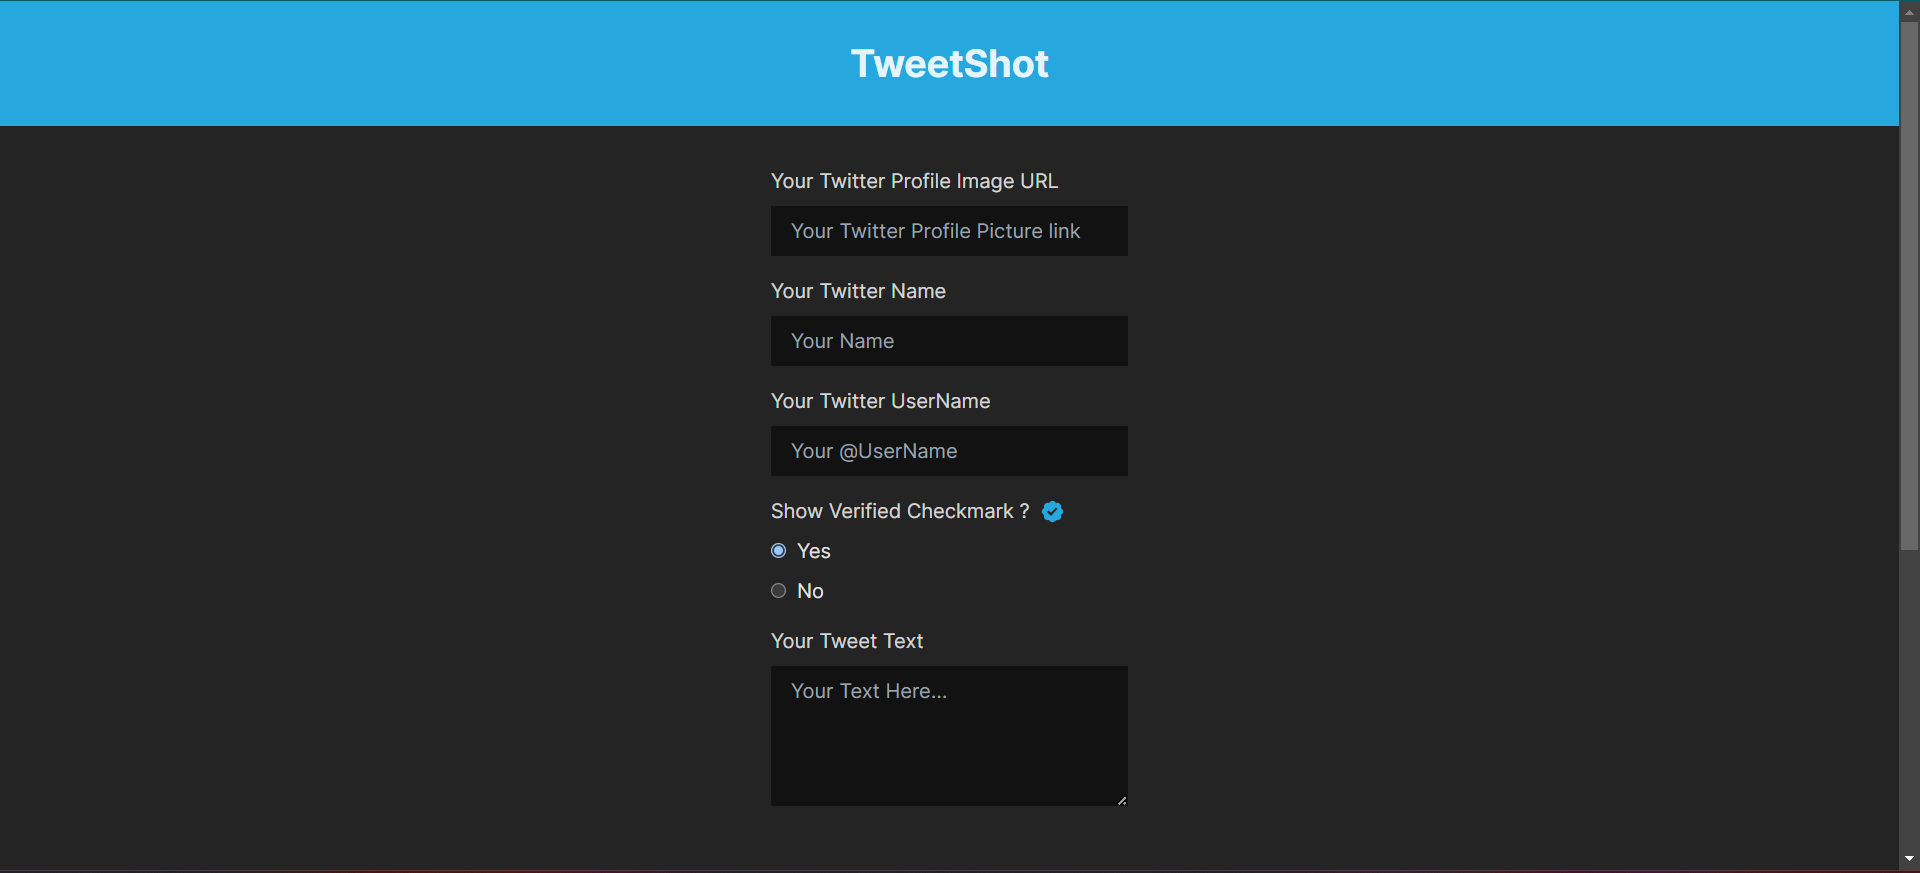 TweetShot
Your Twitter Profile Image URL
Your Twitter Profile Picture link
Your Twitter Name
Your Name
Your Twitter UserName
Your @UserName
Show Verified Checkmark ?
Yes
No
Your Tweet Text
Your Text Here...